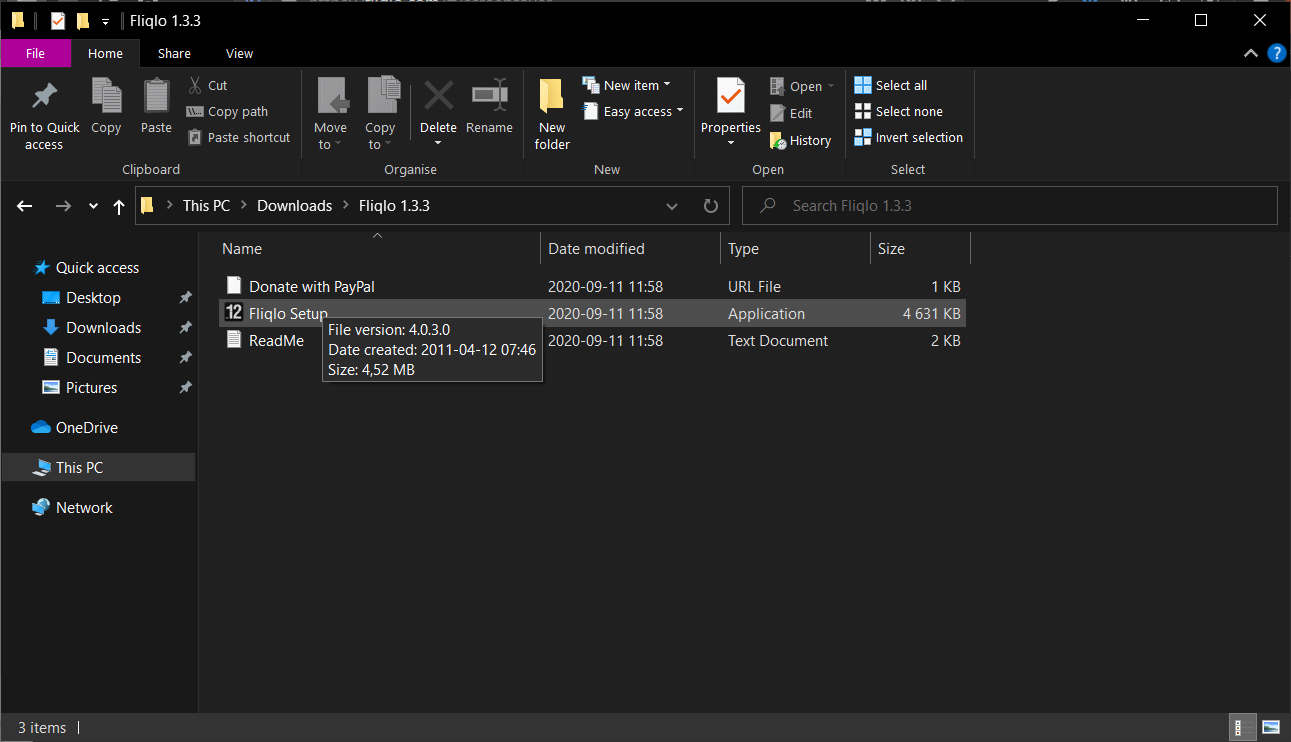 Fliqlo 1.3.3
File
Home
Share
View
?
Pin to Quick
access
Copy
Paste
Cut
Copy path
Paste shortcut
Clipboard
Move
to
Copy
to
Delete
Rename
Organise
New
folder
New item
Easy access
New
Properties
Open
Edit
History
Open
Select all
Select none
Invert selection
Select
This PC
Downloads
Fliqlo 1.3.3
Search Fliqlo 1.3.3
Quick access
Desktop
Downloads
Documents
Pictures
OneDrive
This PC
Network
Name
Date modified
Type
Size
Donate with PayPal
2020-09-11 11:58
URL File
1 KB
12
Fliqlo Setup
2020-09-11 11:58
Application
4 631 KB
ReadMe
2020-09-11 11:58
Text Document
2 KB
File version: 4.0.3.0
Date created: 2011-04-12 07:46
Size: 4,52 MB
3 items